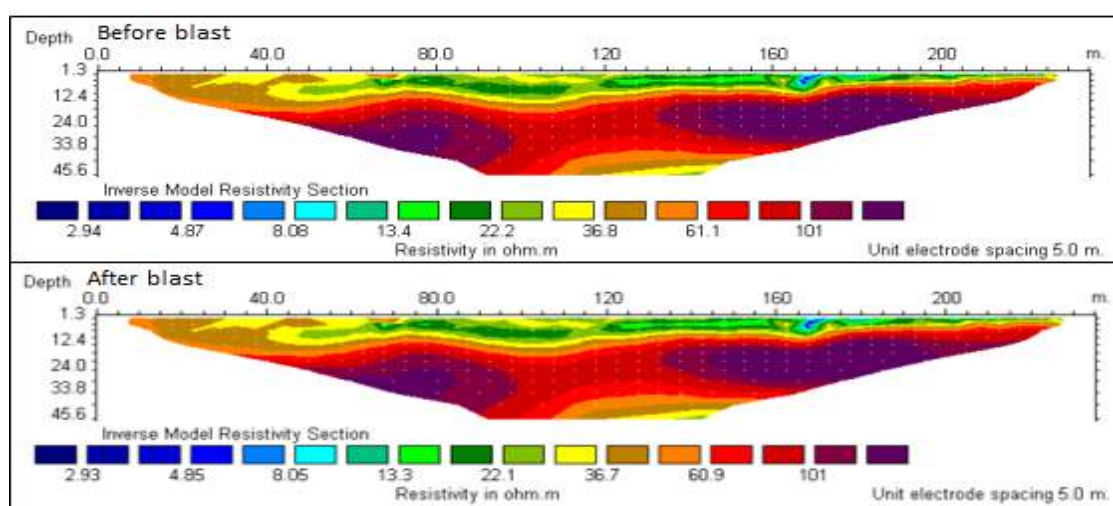 Before blast
Depth 0.0 40.0 80.0 120 160 200 m.
1.3
12.4
24.0
33.8
45.6
Inverse Model Resistivity Section
2.94 4.87 8.08 13.4 22.2 36.8 61.1 101
Resistivity in ohm.m Unit electrode spacing 5.0 m.
After blast
Depth 0.0 40.0 80.0 120 160 200 m.
1.3
12.4
24.0
33.8
45.6
Inverse Model Resistivity Section
2.93 4.85 8.05 13.3 22.1 36.7 60.9 101
Resistivity in ohm.m Unit electrode spacing 5.0 m.